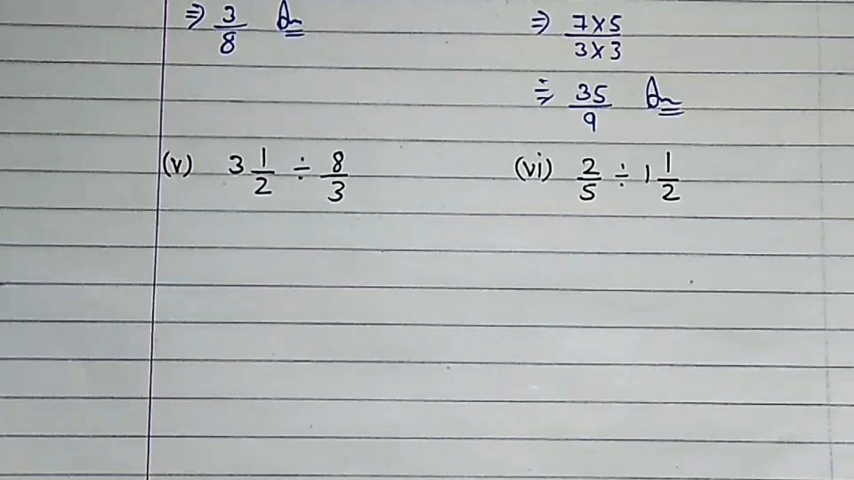 ⇒ 3/8 Ans
⇒ 7×5/3×3
⇒ 35/9 Ans
(v) 3 1/2 ÷ 8/3
(vi) 2/5 ÷ 1 1/2